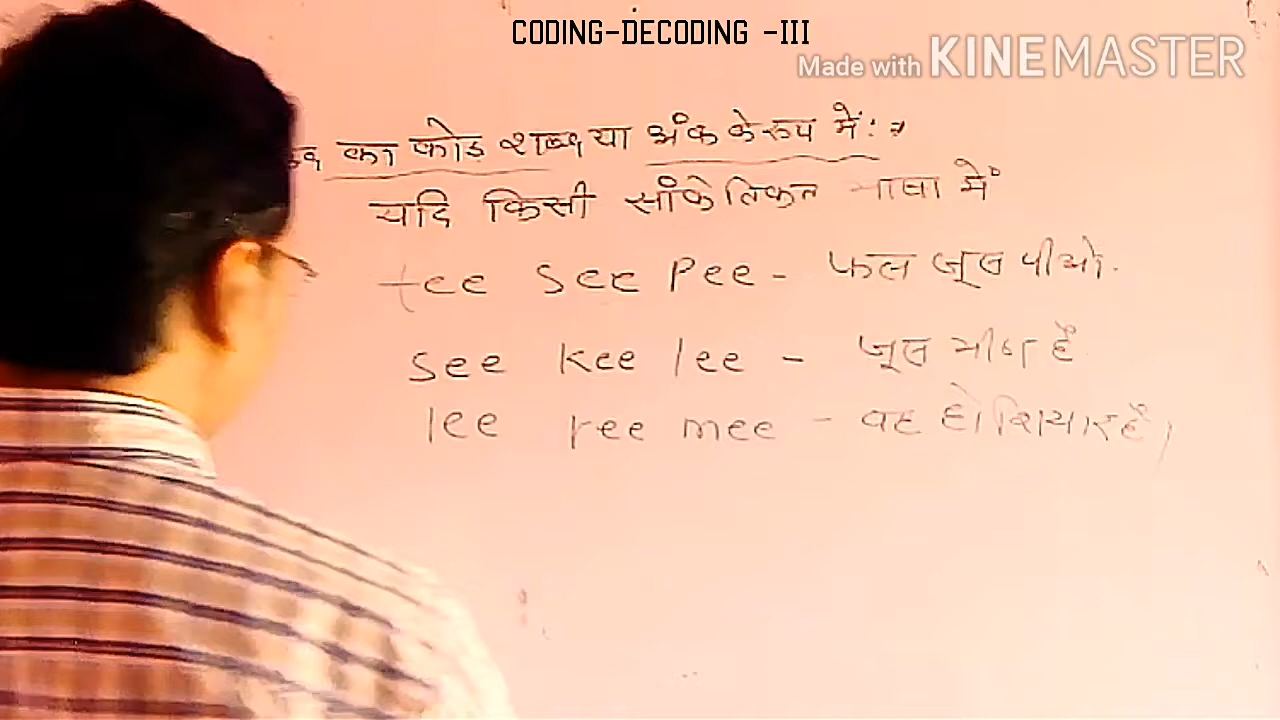 CODING-DECODING -III
Made with KINEMASTER
का कोड शब्द या अंक के रुप में :→
यदि किसी सांकेतिकत भाषा में
tee see pee - फल जूस पीओ.
see kee lee - जूस मीठा है
lee ree mee - वह होशियार है।